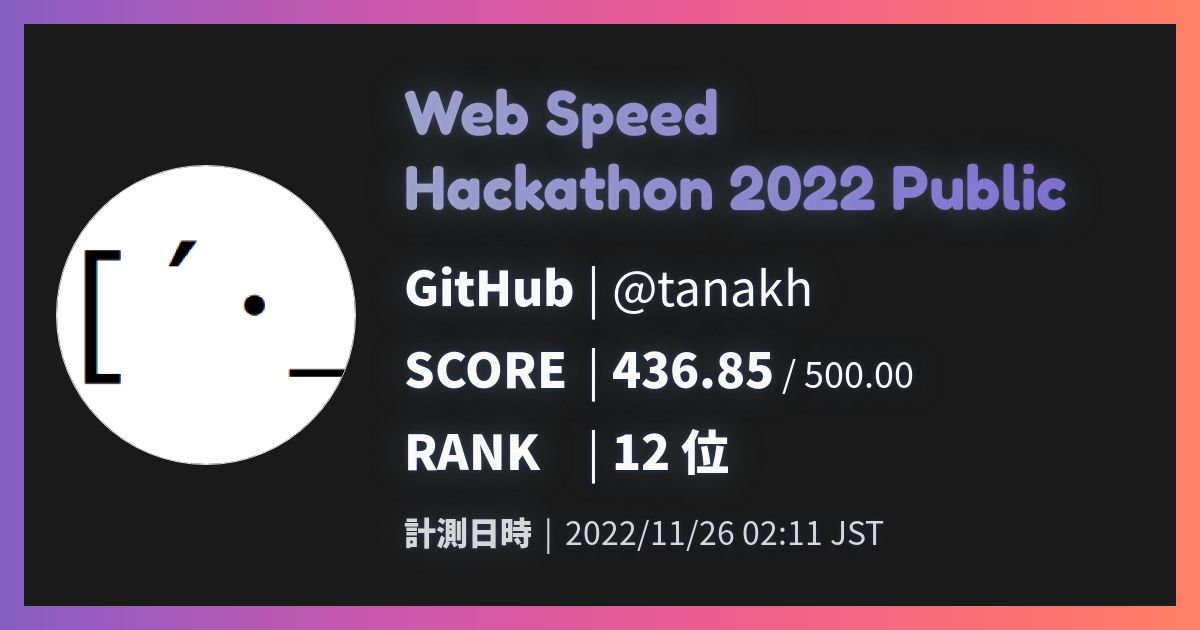 Web Speed
Hackathon 2022 Public
[ ´ • _
GitHub | @tanakh
SCORE | 436.85 / 500.00
RANK | 12 位
計測日時 | 2022/11/26 02:11 JST